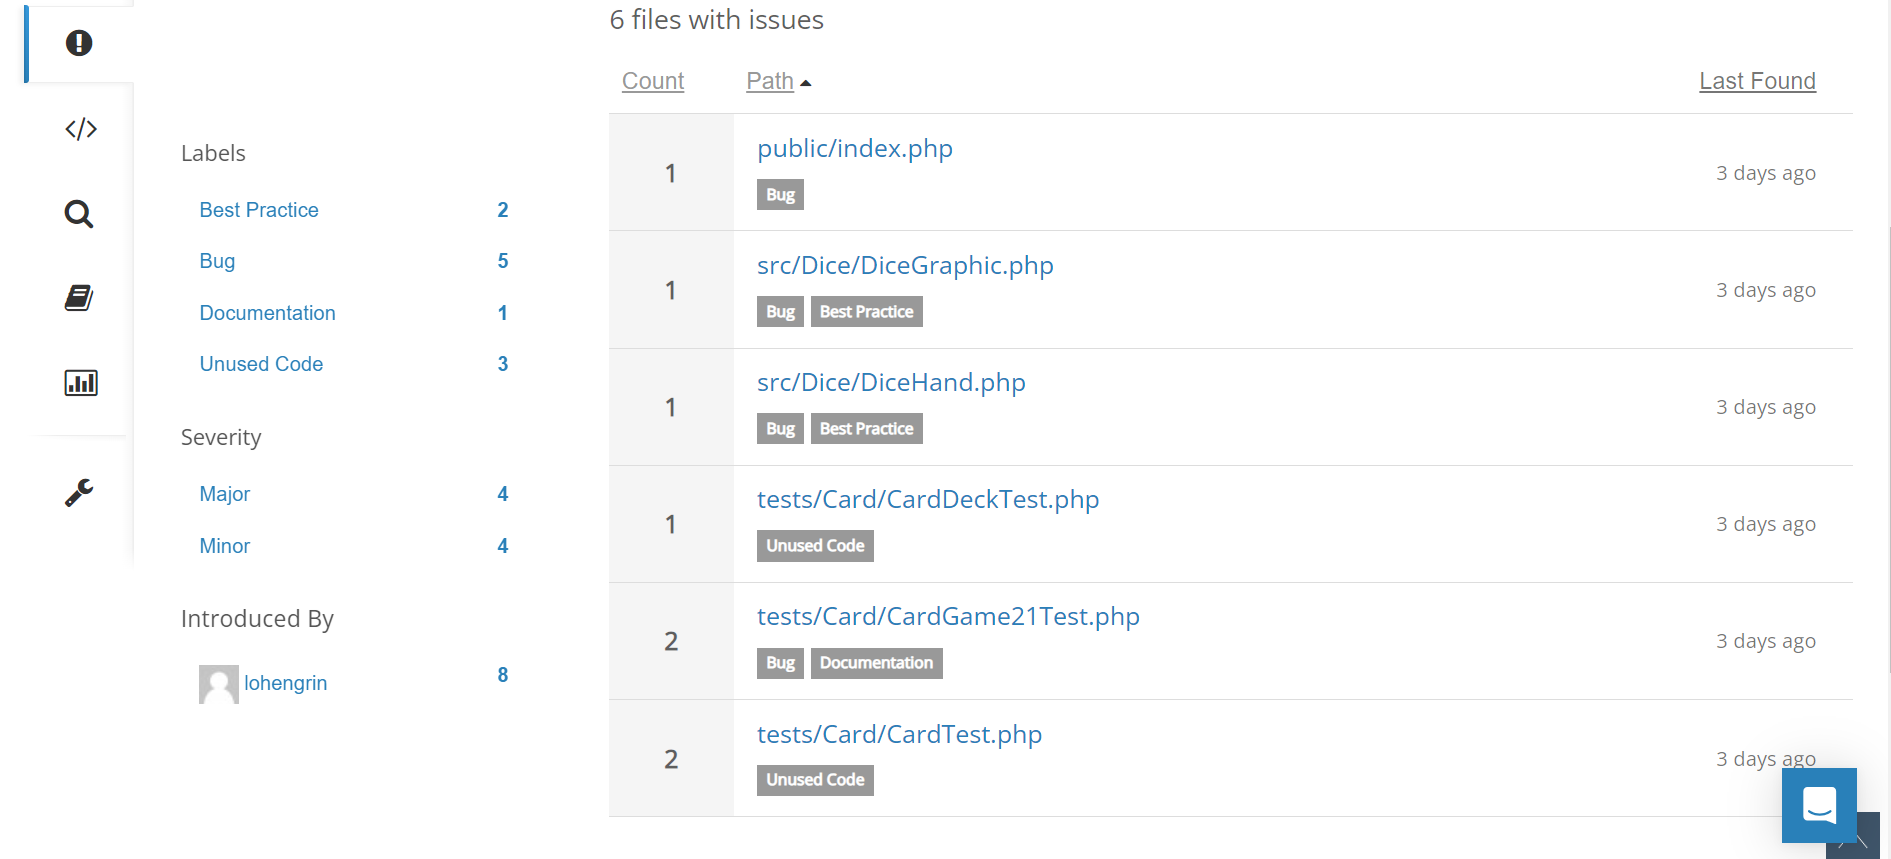 6 files with issues
Count Path Last Found
Labels
Best Practice 2
Bug 5
Documentation 1
Unused Code 3
Severity
Major 4
Minor 4
Introduced By
lohengrin 8
public/index.php
1 3 days ago
Bug
src/Dice/DiceGraphic.php
1 3 days ago
Bug Best Practice
src/Dice/DiceHand.php
1 3 days ago
Bug Best Practice
tests/Card/CardDeckTest.php
1 3 days ago
Unused Code
tests/Card/CardGame21Test.php
2 3 days ago
Bug Documentation
tests/Card/CardTest.php
2 3 days ago
Unused Code